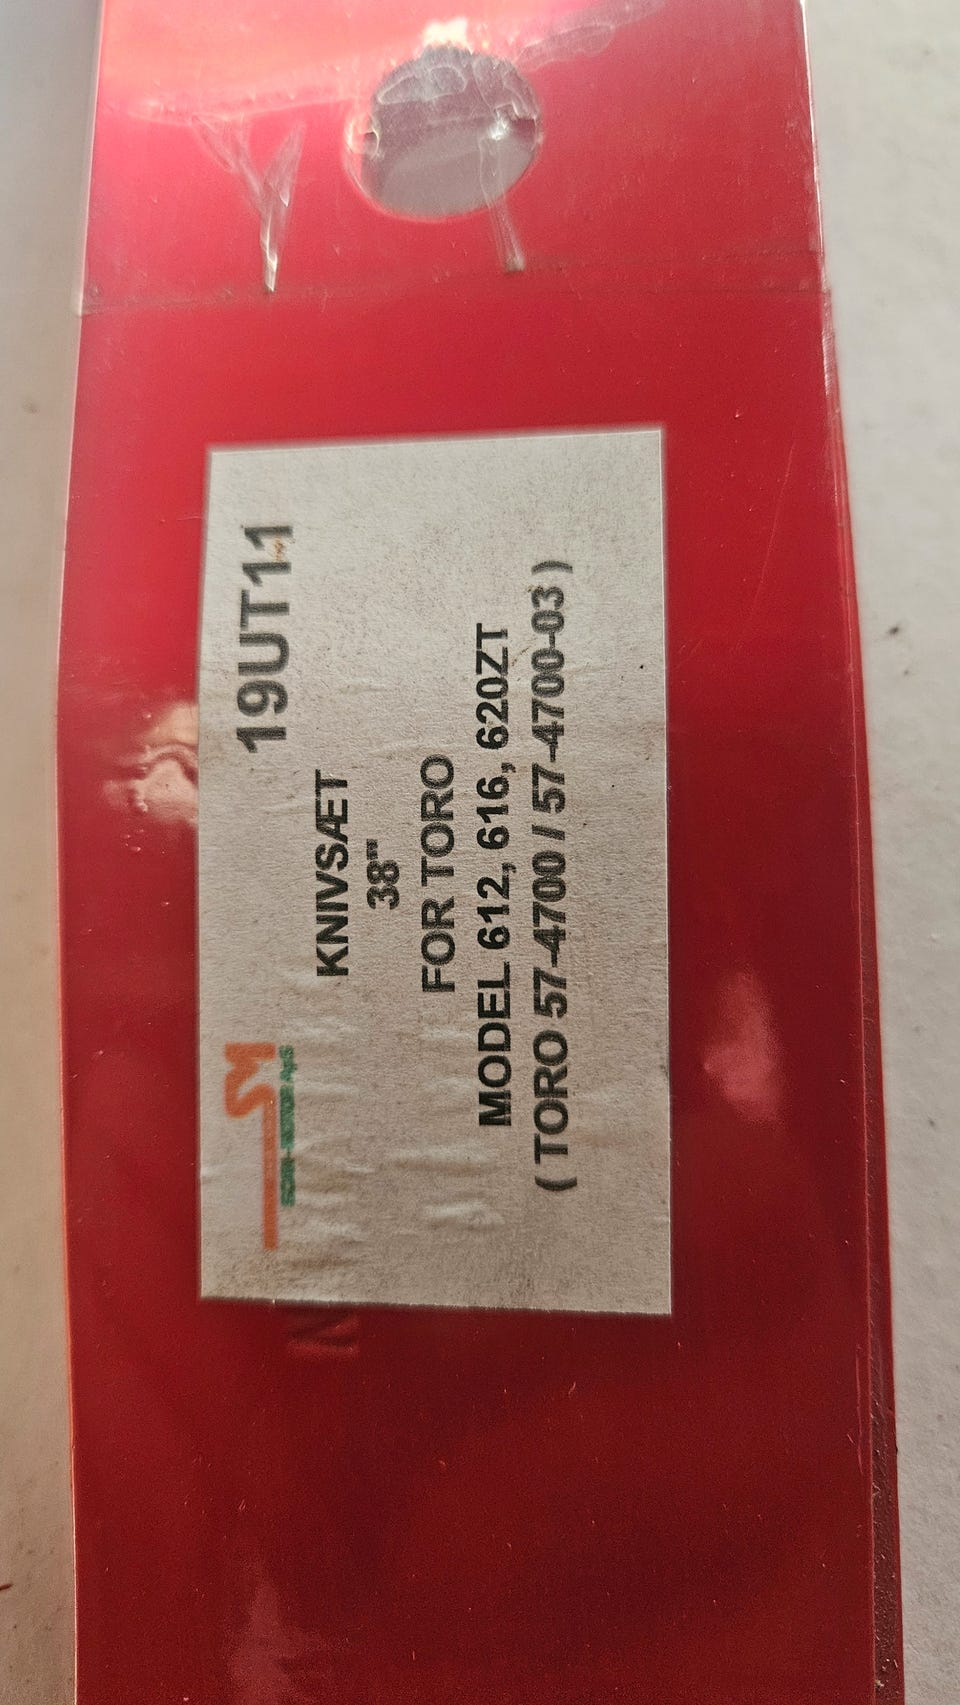 19UT11
KNIVSÆT
38"
FOR TORO
MODEL 612, 616, 620ZT
( TORO 57-4700 / 57-4700-03 )